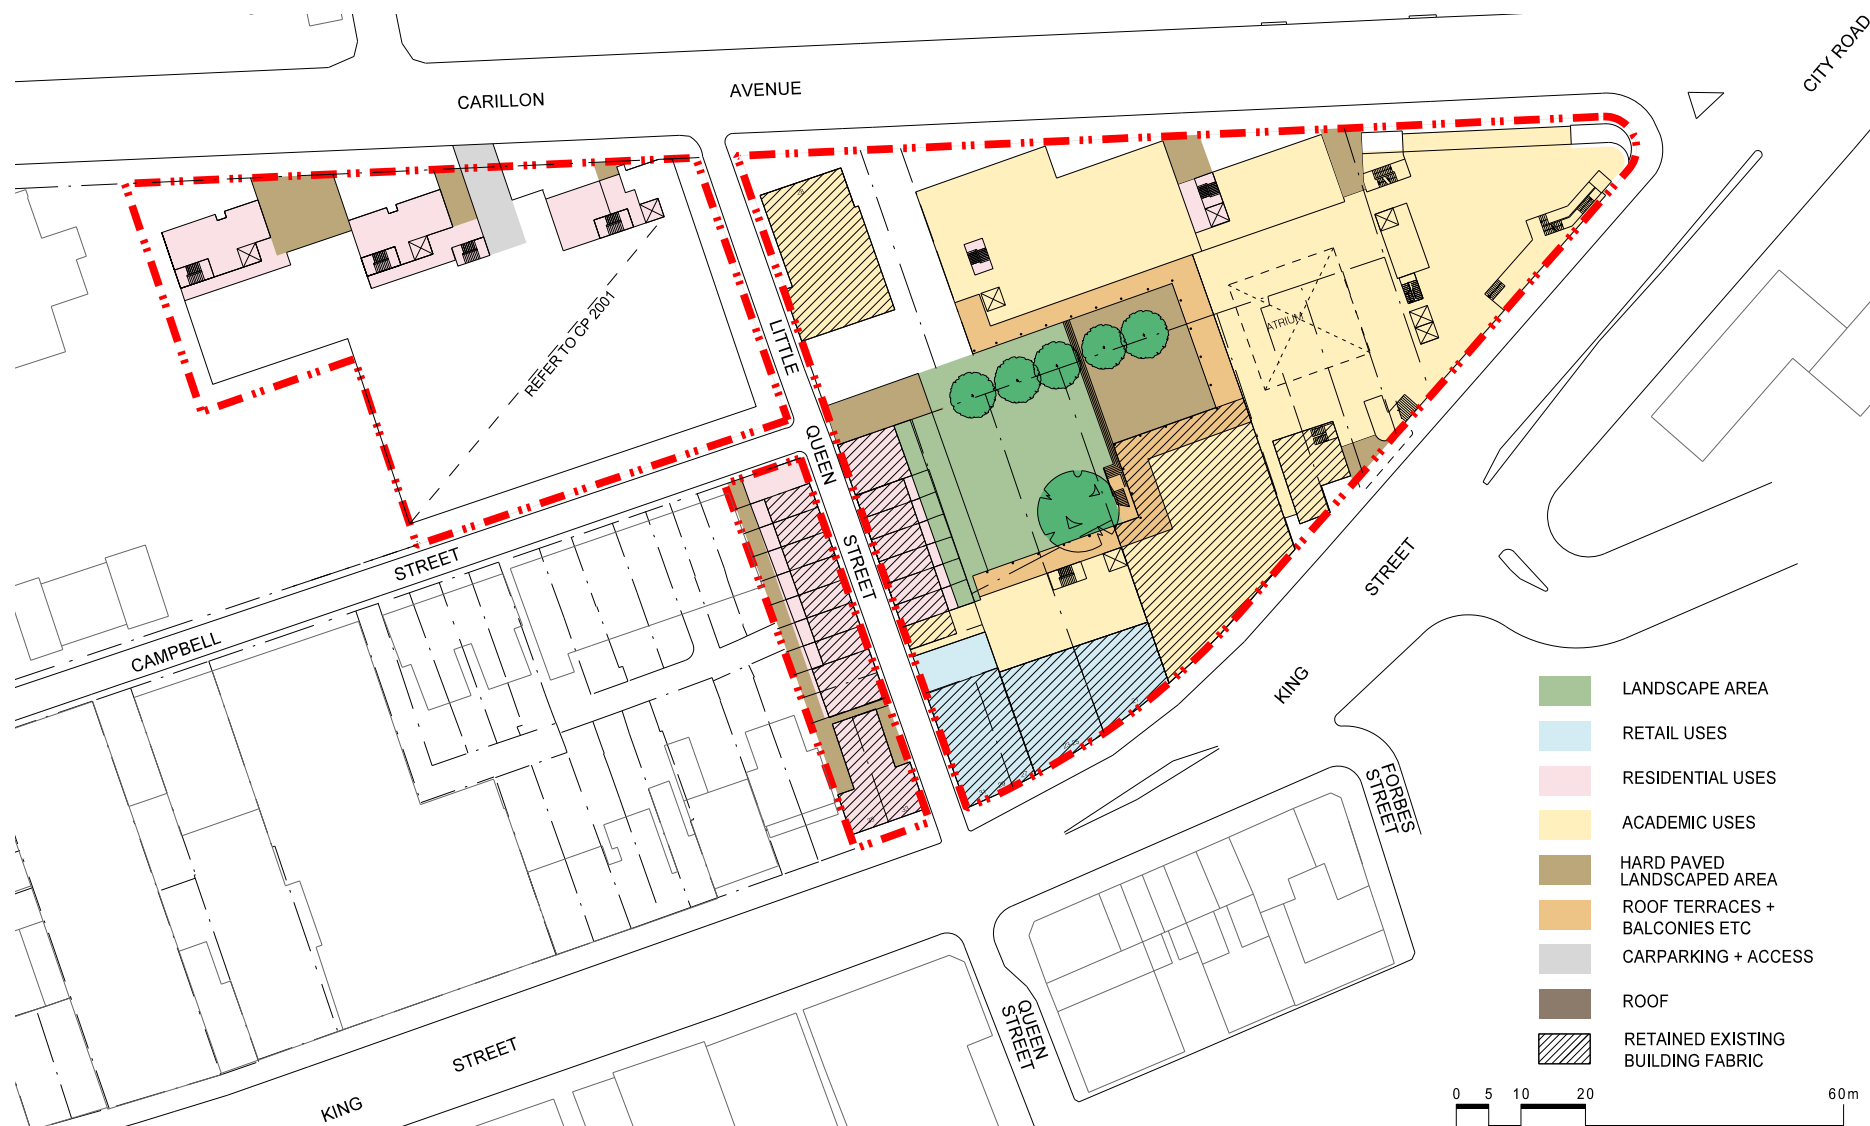 CITY ROAD
CARILLON
AVENUE
LITTLE
QUEEN
STREET
REFER TO CP 2001
ATRIUM
CAMPBELL
STREET
KING
STREET
KING
STREET
QUEEN
STREET
FORBES
STREET
LANDSCAPE AREA
RETAIL USES
RESIDENTIAL USES
ACADEMIC USES
HARD PAVED
LANDSCAPED AREA
ROOF TERRACES +
BALCONIES ETC
CARPARKING + ACCESS
ROOF
RETAINED EXISTING
BUILDING FABRIC
0 5 10 20 60m